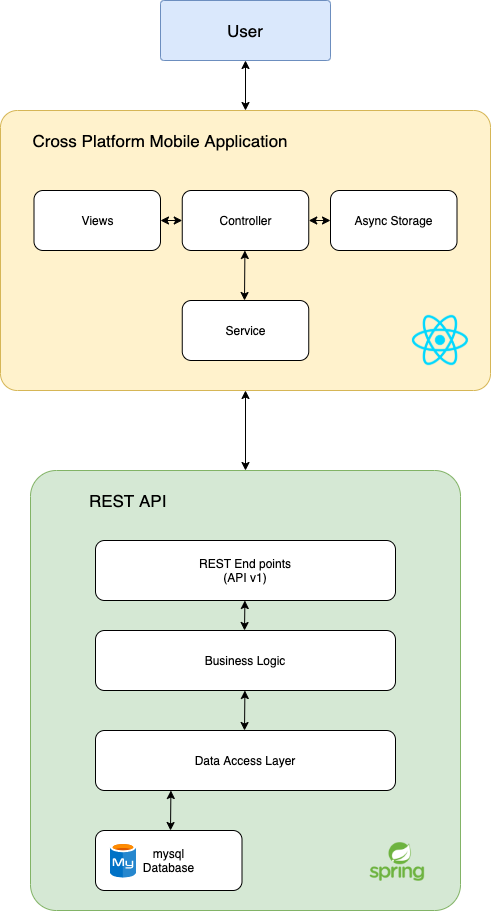 User
Cross Platform Mobile Application
Views
Controller
Async Storage
Service
REST API
REST End points
(API v1)
Business Logic
Data Access Layer
My
mysql
Database
spring